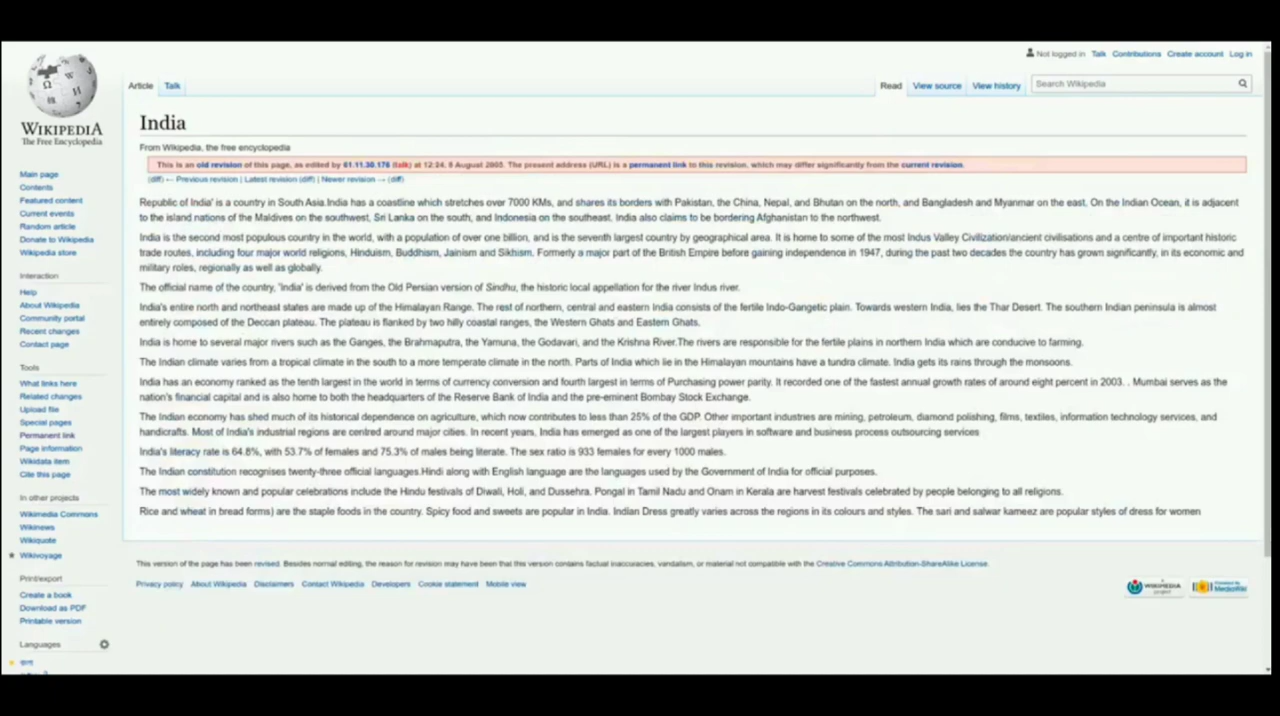 Not logged in Talk Contributions Create account Log in
Article Talk Read View source View history Search Wikipedia
WIKIPEDIA
The Free Encyclopedia
India
From Wikipedia, the free encyclopedia
This is an old revision of this page, as edited by 61.11.30.176 (talk) at 12:24, 6 August 2005. The present address (URL) is a permanent link to this revision, which may differ significantly from the current revision.
(diff) ← Previous revision | Latest revision (diff) | Newer revision → (diff)
Republic of India' is a country in South Asia.India has a coastline which stretches over 7000 KMs, and shares its borders with Pakistan, the China, Nepal, and Bhutan on the north, and Bangladesh and Myanmar on the east. On the Indian Ocean, it is adjacent
to the island nations of the Maldives on the southwest, Sri Lanka on the south, and Indonesia on the southeast. India also claims to be bordering Afghanistan to the northwest.
India is the second most populous country in the world, with a population of over one billion, and is the seventh largest country by geographical area. It is home to some of the most Indus Valley Civilization/ancient civilisations and a centre of important historic
trade routes, including four major world religions, Hinduism, Buddhism, Jainism and Sikhism. Formerly a major part of the British Empire before gaining independence in 1947, during the past two decades the country has grown significantly, in its economic and
military roles, regionally as well as globally.
The official name of the country, 'India' is derived from the Old Persian version of Sindhu, the historic local appellation for the river Indus river.
India's entire north and northeast states are made up of the Himalayan Range. The rest of northern, central and eastern India consists of the fertile Indo-Gangetic plain. Towards western India, lies the Thar Desert. The southern Indian peninsula is almost
entirely composed of the Deccan plateau. The plateau is flanked by two hilly coastal ranges, the Western Ghats and Eastern Ghats.
India is home to several major rivers such as the Ganges, the Brahmaputra, the Yamuna, the Godavari, and the Krishna River.The rivers are responsible for the fertile plains in northern India which are conducive to farming.
The Indian climate varies from a tropical climate in the south to a more temperate climate in the north. Parts of India which lie in the Himalayan mountains have a tundra climate. India gets its rains through the monsoons.
India has an economy ranked as the tenth largest in the world in terms of currency conversion and fourth largest in terms of Purchasing power parity. It recorded one of the fastest annual growth rates of around eight percent in 2003. . Mumbai serves as the
nation's financial capital and is also home to both the headquarters of the Reserve Bank of India and the pre-eminent Bombay Stock Exchange.
The Indian economy has shed much of its historical dependence on agriculture, which now contributes to less than 25% of the GDP. Other important industries are mining, petroleum, diamond polishing, films, textiles, information technology services, and
handicrafts. Most of India's industrial regions are centred around major cities. In recent years, India has emerged as one of the largest players in software and business process outsourcing services
India's literacy rate is 64.8%, with 53.7% of females and 75.3% of males being literate. The sex ratio is 933 females for every 1000 males.
The Indian constitution recognises twenty-three official languages.Hindi along with English language are the languages used by the Government of India for official purposes.
The most widely known and popular celebrations include the Hindu festivals of Diwali, Holi, and Dussehra. Pongal in Tamil Nadu and Onam in Kerala are harvest festivals celebrated by people belonging to all religions.
Rice and wheat in bread forms) are the staple foods in the country. Spicy food and sweets are popular in India. Indian Dress greatly varies across the regions in its colours and styles. The sari and salwar kameez are popular styles of dress for women
Main page
Contents
Featured content
Current events
Random article
Donate to Wikipedia
Wikipedia store
Interaction
Help
About Wikipedia
Community portal
Recent changes
Contact page
Tools
What links here
Related changes
Upload file
Special pages
Permanent link
Page information
Wikidata item
Cite this page
In other projects
Wikimedia Commons
Wikinews
Wikiquote
Wikivoyage
Print/export
Create a book
Download as PDF
Printable version
Languages
This version of the page has been revised. Besides normal editing, the reason for revision may have been that this version contains factual inaccuracies, vandalism, or material not compatible with the Creative Commons Attribution-ShareAlike License.
Privacy policy About Wikipedia Disclaimers Contact Wikipedia Developers Cookie statement Mobile view
WIKIMEDIA project
Powered by MediaWiki